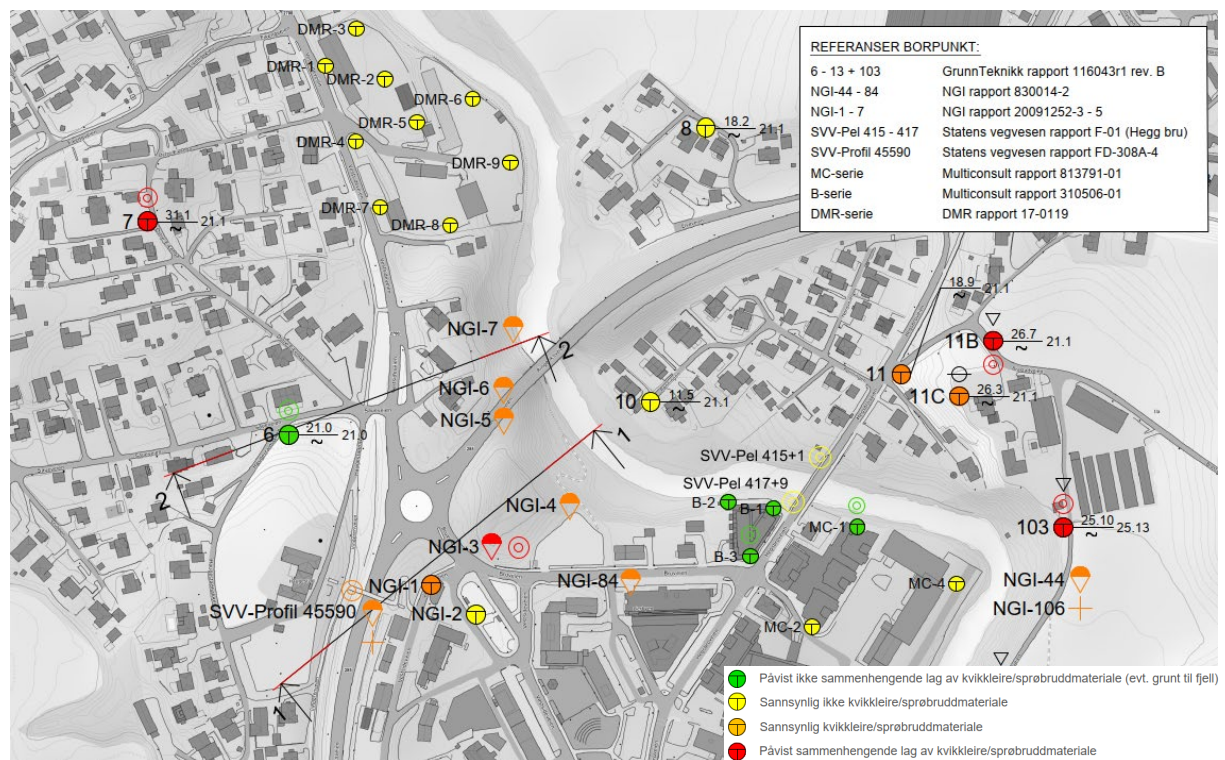 DMR-3
DMR-1
DMR-2
DMR-6
DMR-5
DMR-4
DMR-9
DMR-7
DMR-8
8 18.2 ~ 21.1
REFERANSER BORPUNKT:
6 - 13 + 103 GrunnTeknikk rapport 116043r1 rev. B
NGI-44 - 84 NGI rapport 830014-2
NGI-1 - 7 NGI rapport 20091252-3 - 5
SVV-Pel 415 - 417 Statens vegvesen rapport F-01 (Hegg bru)
SVV-Profil 45590 Statens vegvesen rapport FD-308A-4
MC-serie Multiconsult rapport 813791-01
B-serie Multiconsult rapport 310506-01
DMR-serie DMR rapport 17-0119
7 31.1 ~ 21.1
18.9 ~ 21.1
NGI-7
2
11B 26.7 ~ 21.1
NGI-6
11
11C 26.3 ~ 21.1
10 11.5 ~ 21.1
NGI-5
6 21.0 ~ 21.0
1
SVV-Pel 415+1
2
SVV-Pel 417+9
NGI-4
B-2
B-1
MC-1
103 25.10 ~ 25.13
NGI-3
B-3
NGI-1
NGI-84
NGI-44
MC-4
SVV-Profil 45590
NGI-2
NGI-106
MC-2
1
Påvist ikke sammenhengende lag av kvikkleire/sprøbruddmateriale (evt. grunt til fjell)
Sannsynlig ikke kvikkleire/sprøbruddmateriale
Sannsynlig kvikkleire/sprøbruddmateriale
Påvist sammenhengende lag av kvikkleire/sprøbruddmateriale